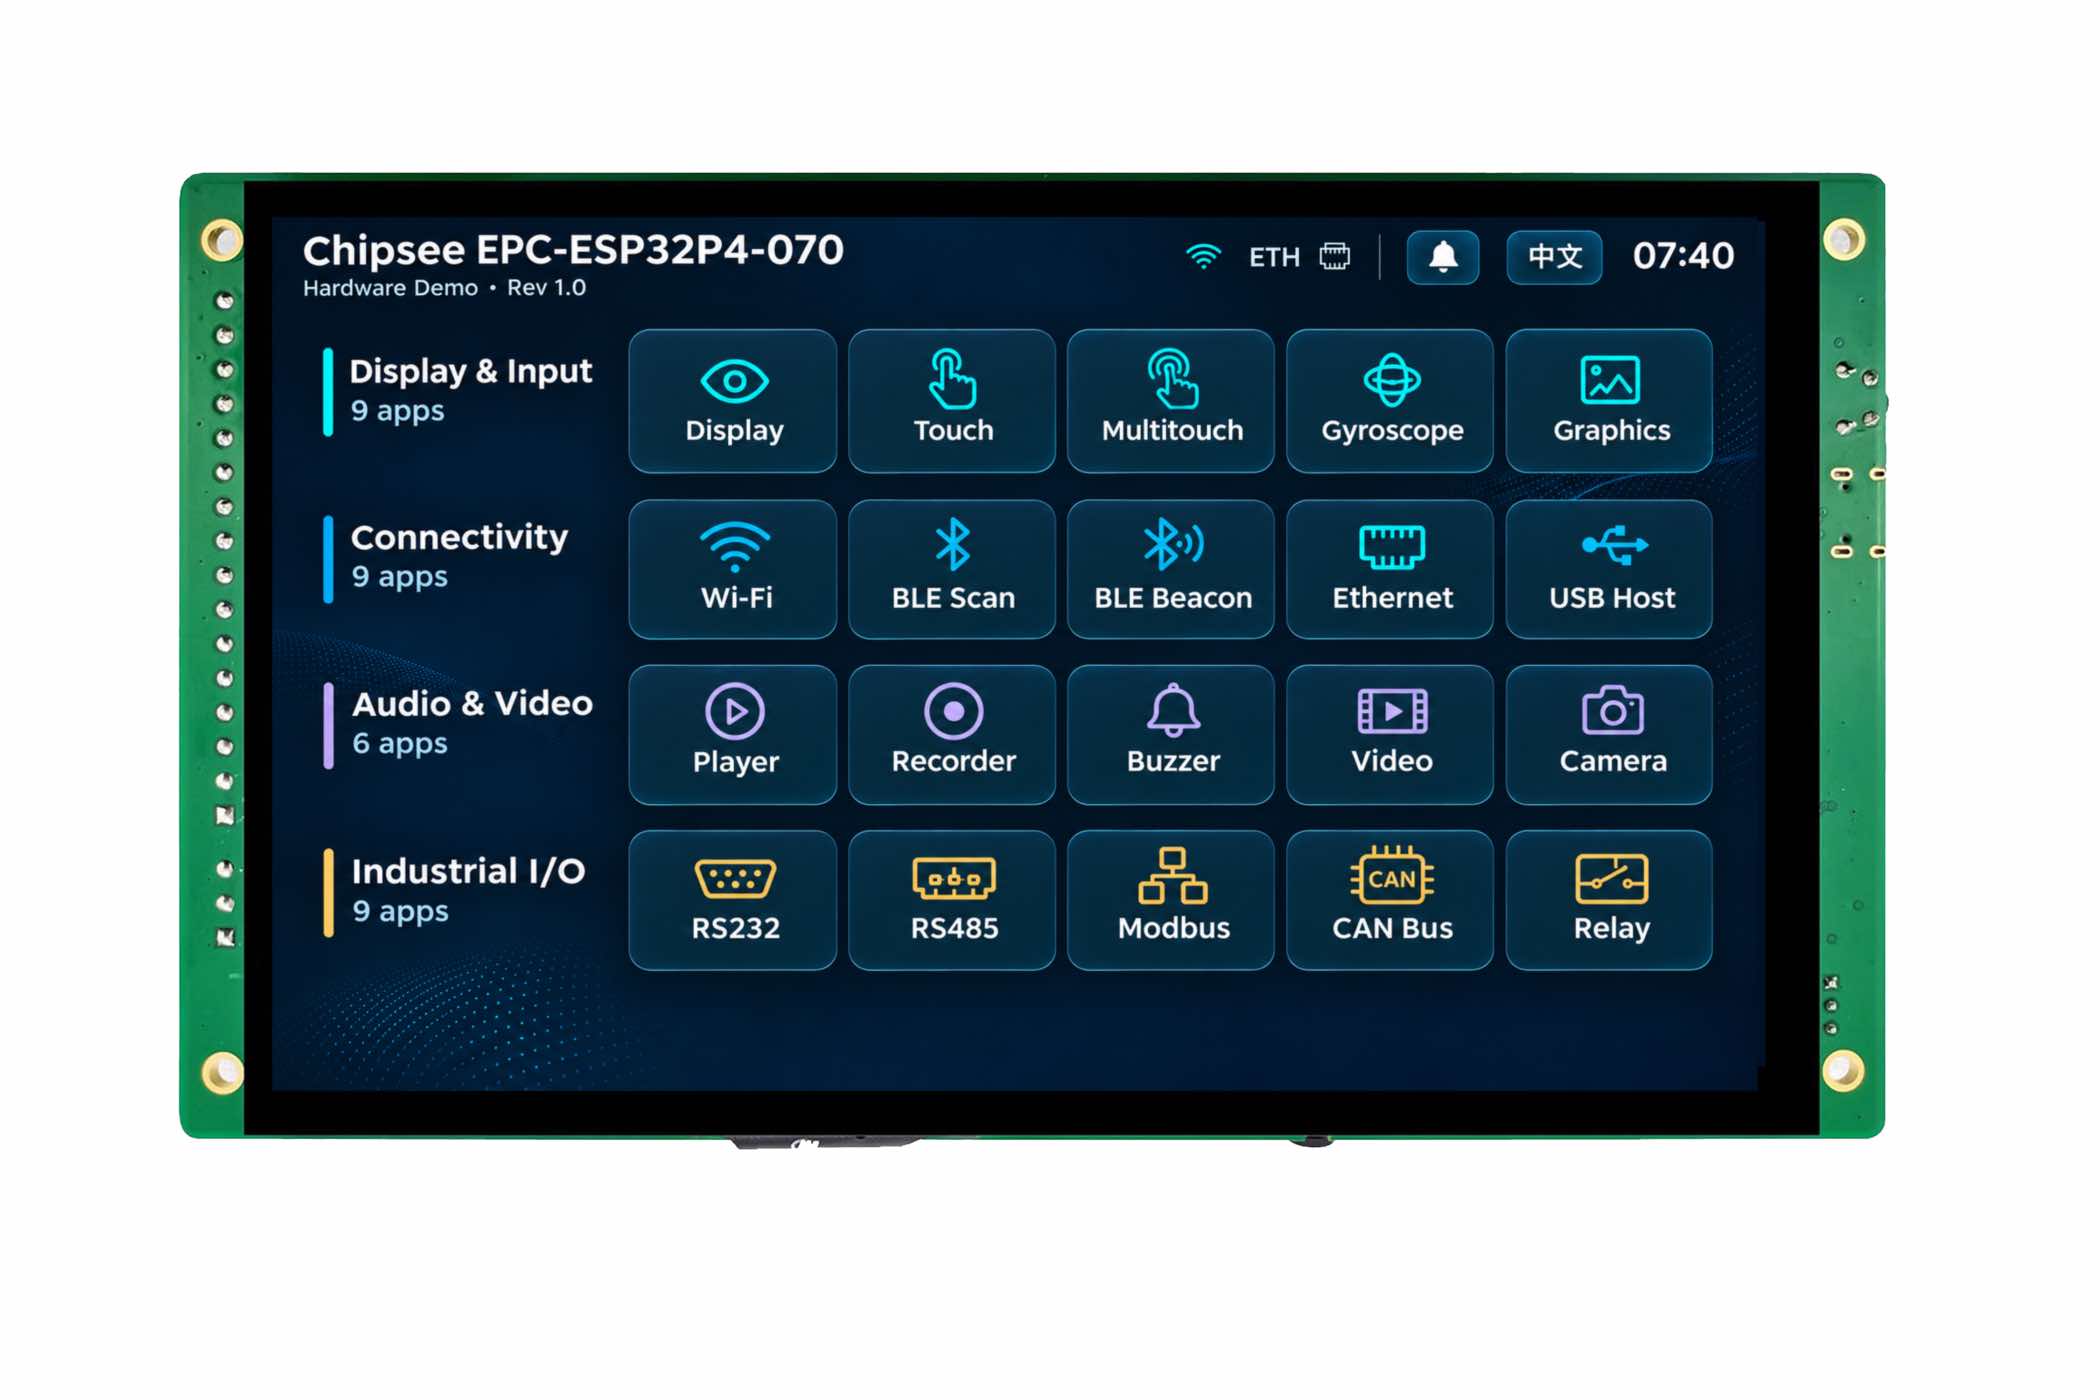 Chipsee EPC-ESP32P4-070
Hardware Demo • Rev 1.0
ETH
中文
07:40
Display & Input
9 apps
Display
Touch
Multitouch
Gyroscope
Graphics
Connectivity
9 apps
Wi-Fi
BLE Scan
BLE Beacon
Ethernet
USB Host
Audio & Video
6 apps
Player
Recorder
Buzzer
Video
Camera
Industrial I/O
9 apps
RS232
RS485
Modbus
CAN
CAN Bus
Relay